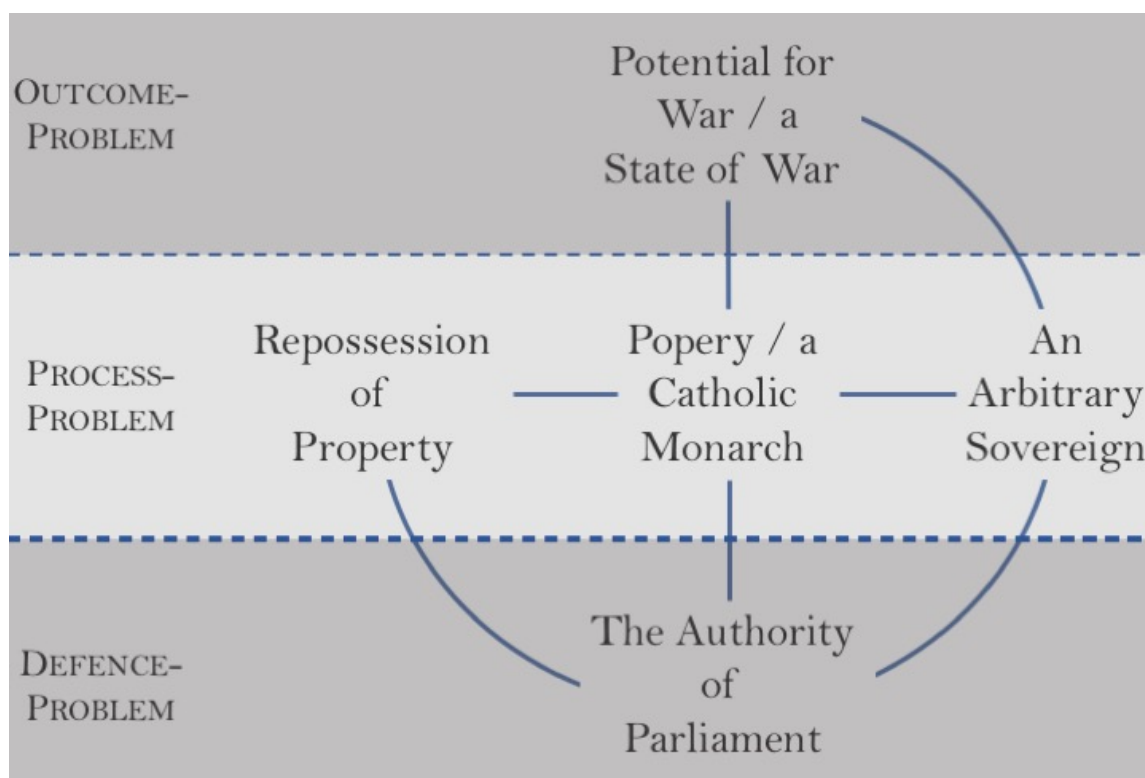 OUTCOME-
PROBLEM
Potential for
War / a
State of War
PROCESS-
PROBLEM
Repossession
of
Property
Popery / a
Catholic
Monarch
An
Arbitrary
Sovereign
DEFENCE-
PROBLEM
The Authority
of
Parliament